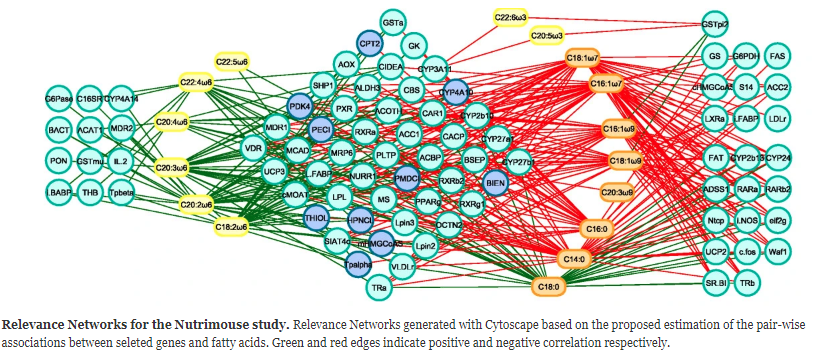 GSTa
C22:6ω3
C20:5ω3
GSTpi2
CPT2
GK
C22:5ω6
AOX
CIDEA
CYP3A11
C18:1ω7
GS
G6PDH
FAS
C22:4ω6
SHP1
ALDH3
CBS
CYP4A10
C16:1ω7
S14
ACC2
C16SR
CYP4A14
PDK4
PXR
ACOTH
CAR1
CYP2b10
LXRa
L.FABP
LDLr
C20:4ω6
MDR1
PECI
RXRa
ACC1
CACP
CYP27a1
C16:1ω9
BACT
ACAT1
MDR2
VDR
MCAD
MRP6
PLTP
ACBP
BSEP
CYP27b1
C18:1ω9
FAT
CYP2b13
CYP24
PON
GSTmu
IL.2
C20:3ω6
UCP3
L.FABP
NURR1
PMDCI
RXRb2
BIEN
C20:3ω9
ADSS1
RARa
RARb2
THB
Tpbeta
C20:2ω6
cMOAT
LPL
MS
PPARg
RXRg1
C18:2ω6
THIOL
HPNCl
Lpin3
OCTN2
C16:0
Ntop
i.NOS
eif2g
SIAT4c
mHMGCoAS
Lpin2
UCP2
c.fos
Waf1
Tpalpha
VLDLr
C14:0
TRa
C18:0
SR.BI
TRb
Relevance Networks for the Nutrimouse study. Relevance Networks generated with Cytoscape based on the proposed estimation of the pair-wise
associations between seleted genes and fatty acids. Green and red edges indicate positive and negative correlation respectively.